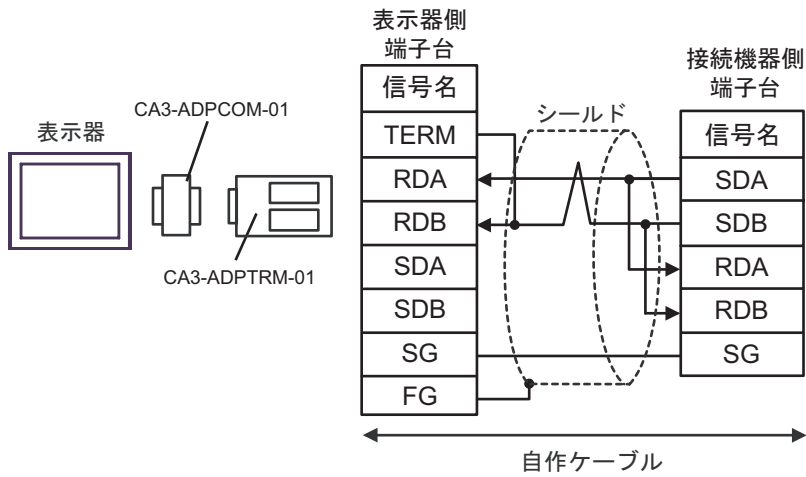 表示器
CA3-ADPCOM-01
CA3-ADPTRM-01
表示器側
端子台
信号名
TERM
RDA
RDB
SDA
SDB
SG
FG
シールド
接続機器側
端子台
信号名
SDA
SDB
RDA
RDB
SG
自作ケーブル